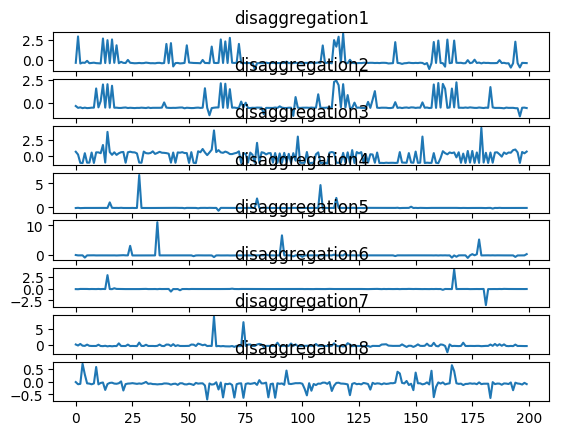 disaggregation1
2.5
0.0
disaggregation2
2.5
0.0
disaggregation3
2.5
0.0
disaggregation4
5
0
disaggregation5
10
0
disaggregation6
2.5
0.0
−2.5
disaggregation7
5
0
disaggregation8
0.5
0.0
−0.5
0 25 50 75 100 125 150 175 200